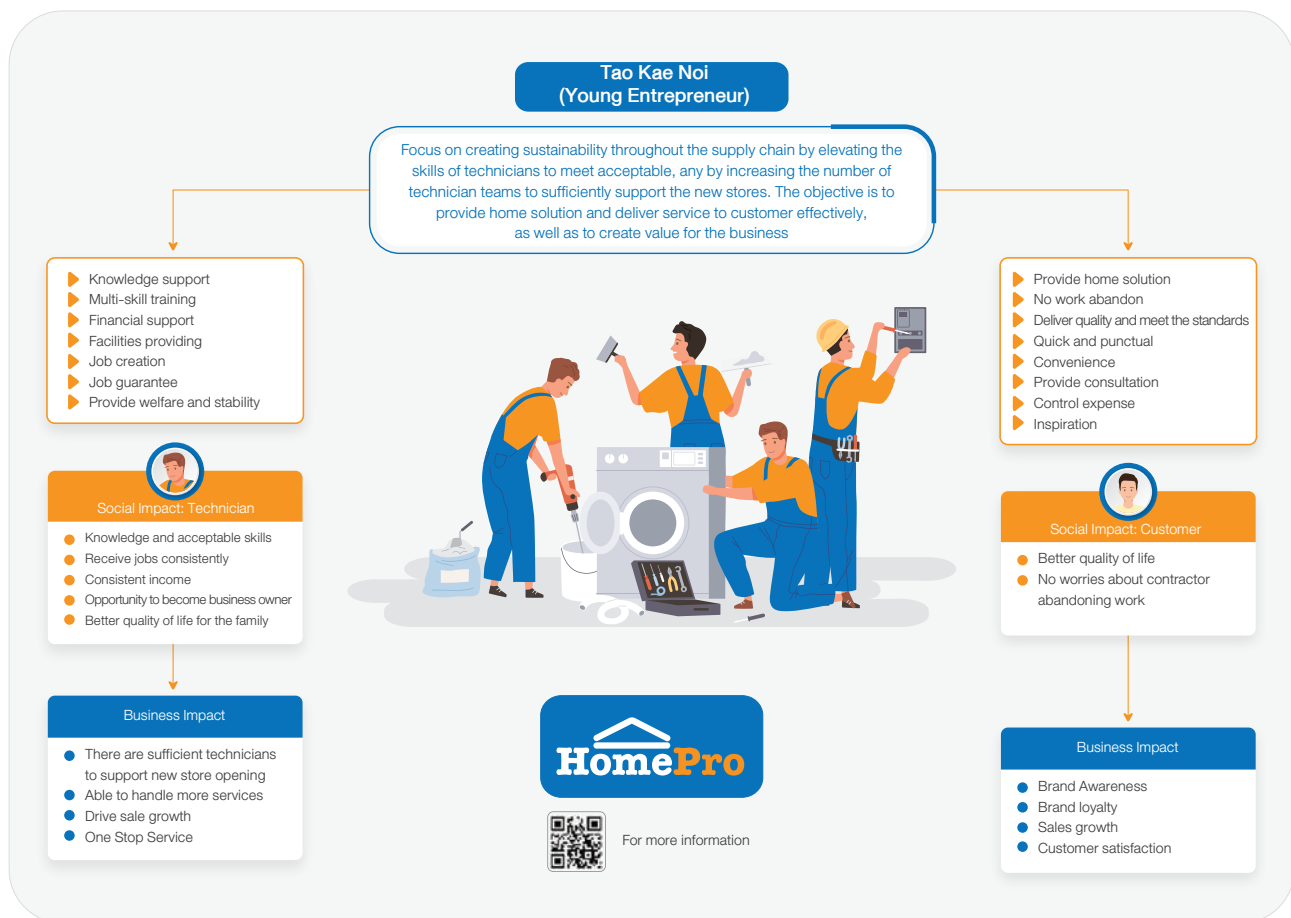 Tao Kae Noi
(Young Entrepreneur)
Focus on creating sustainability throughout the supply chain by elevating the
skills of technicians to meet acceptable, any by increasing the number of
technician teams to sufficiently support the new stores. The objective is to
provide home solution and deliver service to customer effectively,
as well as to create value for the business
Knowledge support
Multi-skill training
Financial support
Facilities providing
Job creation
Job guarantee
Provide welfare and stability
Social Impact: Technician
Knowledge and acceptable skills
Receive jobs consistently
Consistent income
Opportunity to become business owner
Better quality of life for the family
Business Impact
There are sufficient technicians
to support new store opening
Able to handle more services
Drive sale growth
One Stop Service
Provide home solution
No work abandon
Deliver quality and meet the standards
Quick and punctual
Convenience
Provide consultation
Control expense
Inspiration
Social Impact: Customer
Better quality of life
No worries about contractor
abandoning work
Business Impact
Brand Awareness
Brand loyalty
Sales growth
Customer satisfaction
HomePro
For more information